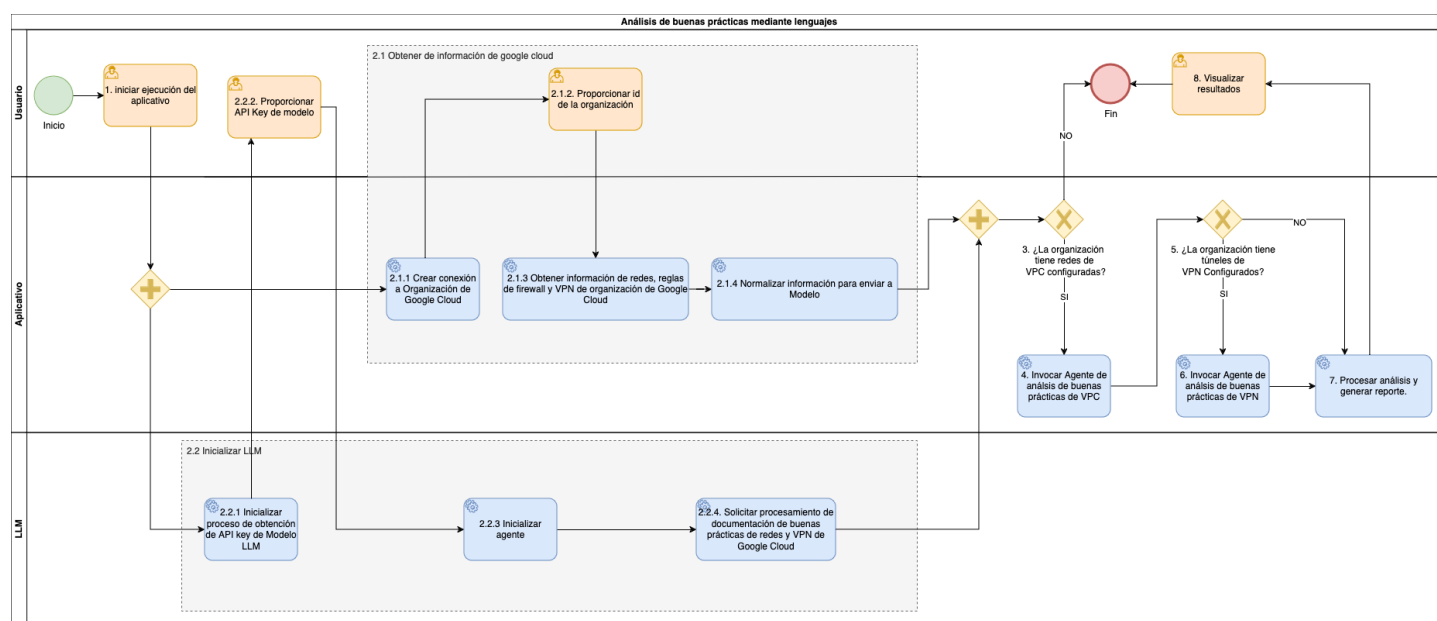 Análisis de buenas prácticas mediante lenguajes
Usuario
Inicio
1. iniciar ejecución del
aplicativo
2.2.2. Proporcionar
API Key de modelo
2.1 Obtener de información de google cloud
2.1.2. Proporcionar id
de la organización
NO
Fin
8. Visualizar
resultados
Aplicativo
2.1.1 Crear conexión
a Organización de
Google Cloud
2.1.3 Obtener información de redes, reglas
de firewall y VPN de organización de Google
Cloud
2.1.4 Normalizar información para enviar a
Modelo
3. ¿La organización
tiene redes de
VPC configuradas?
SI
4. Invocar Agente de
análsis de buenas
prácticas de VPC
5. ¿La organización tiene
túneles de
VPN Configurados?
NO
SI
6. Invocar Agente de
análsis de buenas
prácticas de VPN
7. Procesar análisis y
generar reporte.
LLM
2.2 Inicializar LLM
2.2.1 Inicializar
proceso de obtención
de API key de Modelo
LLM
2.2.3 Inicializar
agente
2.2.4. Solicitar procesamiento de
documentación de buenas
prácticas de redes y VPN de
Google Cloud